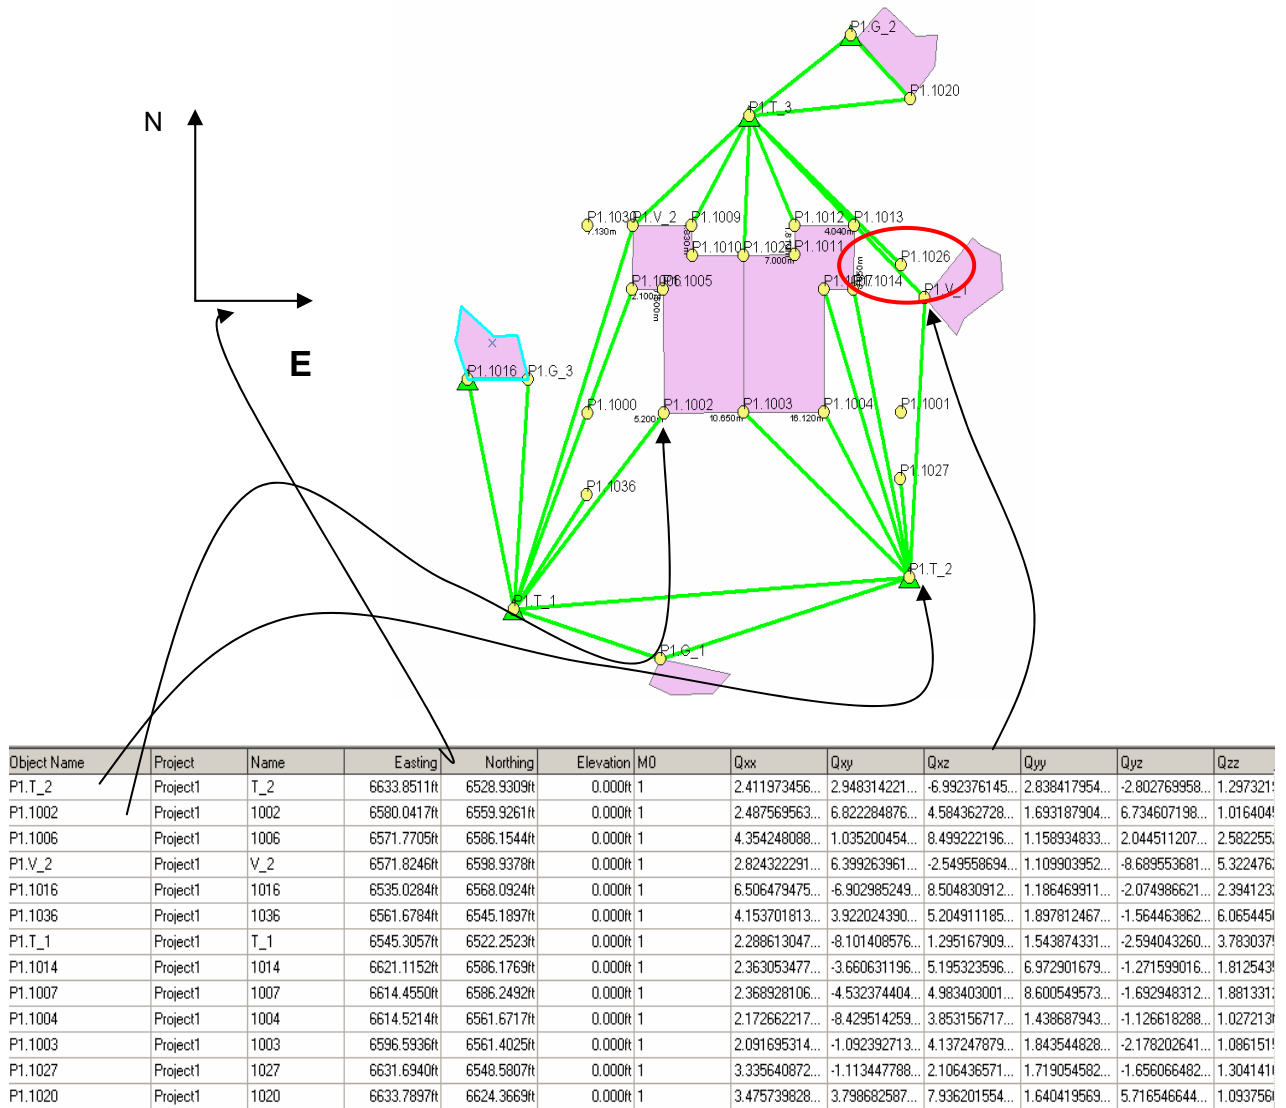 P1.G_2
P1.1020
P1.T_3
N
P1.V_2
P1.1009
P1.1012
P1.1013
4.040m
P1.1010
P1.1011
7.000m
P1.1026
P1.1005
2.100m
P1.V_1
E
P1.1016
P1.G_3
P1.1000
P1.1002
P1.1003
P1.1004
P1.1001
10.650m
16.120m
P1.1027
P1.1036
P1.T_2
P1.T_1
P1.G_1
Object Name Project Name Easting Northing Elevation M0 Qxx Qxy Qxz Qyy Qyz Qzz
P1.T_2 Project1 T_2 6633.8511ft 6528.9309ft 0.000ft 1 2.411973456... 2.948314221... -6.992376145... 2.838417954... -2.802769958...
P1.1002 Project1 1002 6580.0417ft 6559.9261ft 0.000ft 1 2.487569563... 6.822284876... 4.584362728... 1.693187904... 6.734607198...
P1.1006 Project1 1006 6571.7705ft 6586.1544ft 0.000ft 1 4.354248088... 1.035200454... 8.499222196... 1.158934833... 2.044511207...
P1.V_2 Project1 V_2 6571.8246ft 6598.9378ft 0.000ft 1 2.824322291... 6.399263961... -2.549558694... 1.109903952... -8.689553681...
P1.1016 Project1 1016 6535.0284ft 6568.0924ft 0.000ft 1 6.506479475... -6.902985249... 8.504830912... 1.186469911... -2.074986621...
P1.1036 Project1 1036 6561.6784ft 6545.1897ft 0.000ft 1 4.153701813... 3.922024390... 5.204911185... 1.897812467... -1.564463862...
P1.T_1 Project1 T_1 6545.3057ft 6522.2523ft 0.000ft 1 2.288613047... -8.101408576... 1.295167909... 1.543874331... -2.594043260...
P1.1014 Project1 1014 6621.1152ft 6586.1769ft 0.000ft 1 2.363053477... -3.660631196... 5.195323596... 6.972901679... -1.271599016...
P1.1007 Project1 1007 6614.4550ft 6586.2492ft 0.000ft 1 2.368928106... -4.532374404... 4.983403001... 8.600549573... -1.692948312...
P1.1004 Project1 1004 6614.5214ft 6561.6717ft 0.000ft 1 2.172662217... -8.429514259... 3.853156717... 1.438687943... -1.126618288...
P1.1003 Project1 1003 6596.5936ft 6561.4025ft 0.000ft 1 2.091695314... -1.092392713... 4.137247879... 1.843544828... -2.178202641...
P1.1027 Project1 1027 6631.6940ft 6548.5807ft 0.000ft 1 3.335640872... -1.113447788... 2.106436571... 1.719054582... -1.656066482...
P1.1020 Project1 1020 6633.7897ft 6624.3669ft 0.000ft 1 3.475739828... 3.798682587... 7.936201554... 1.640419569... 5.716546644...